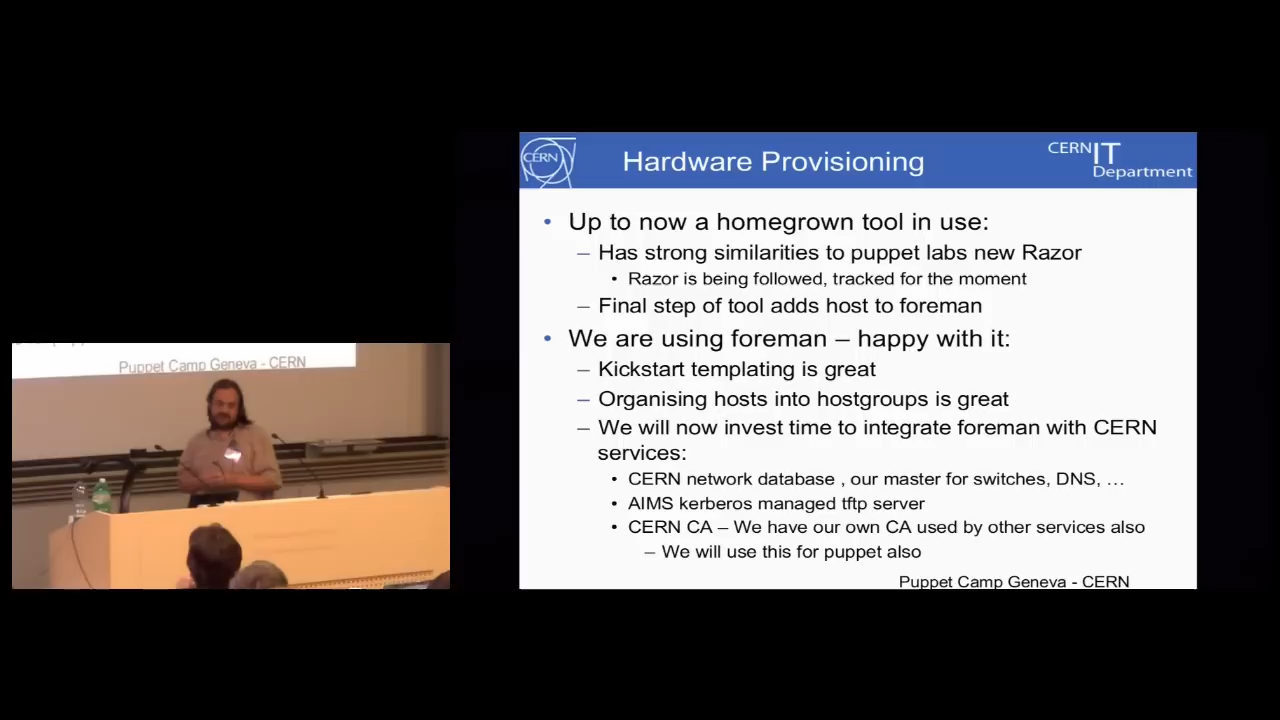 CERN
Hardware Provisioning
CERN IT
Department
• Up to now a homegrown tool in use:
– Has strong similarities to puppet labs new Razor
• Razor is being followed, tracked for the moment
– Final step of tool adds host to foreman
• We are using foreman – happy with it:
– Kickstart templating is great
– Organising hosts into hostgroups is great
– We will now invest time to integrate foreman with CERN
services:
• CERN network database , our master for switches, DNS, …
• AIMS kerberos managed tftp server
• CERN CA – We have our own CA used by other services also
– We will use this for puppet also
Puppet Camp Geneva - CERN
Puppet Camp Geneva - CERN